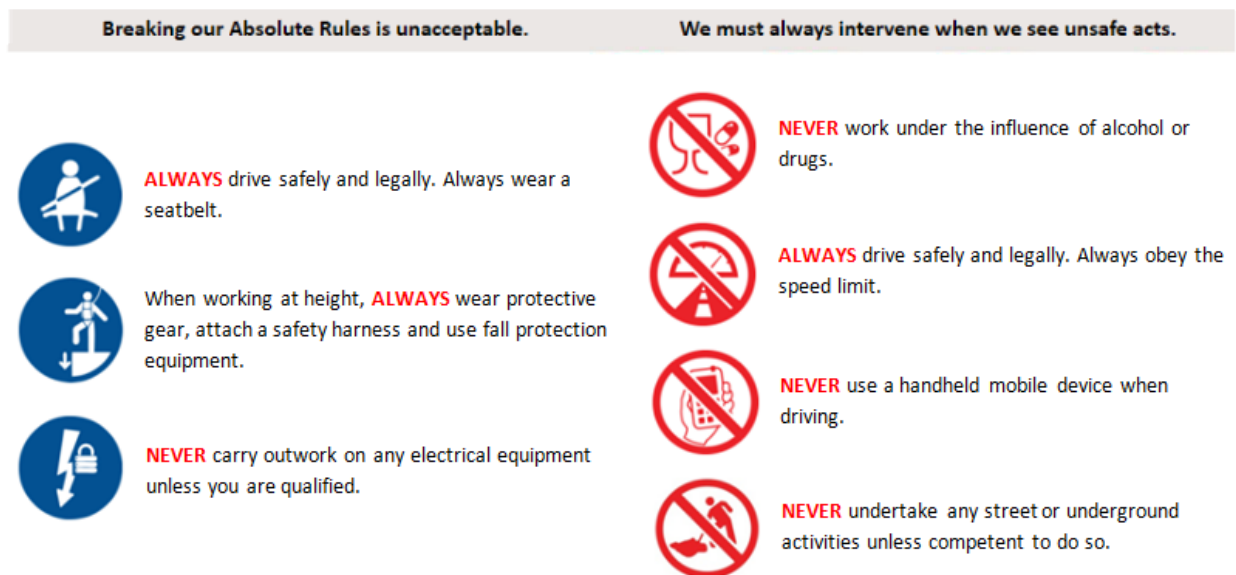 Breaking our Absolute Rules is unacceptable.
ALWAYS drive safely and legally. Always wear a
seatbelt.
When working at height, ALWAYS wear protective
gear, attach a safety harness and use fall protection
equipment.
NEVER carry outwork on any electrical equipment
unless you are qualified.
We must always intervene when we see unsafe acts.
NEVER work under the influence of alcohol or
drugs.
ALWAYS drive safely and legally. Always obey the
speed limit.
NEVER use a handheld mobile device when
driving.
NEVER undertake any street or underground
activities unless competent to do so.